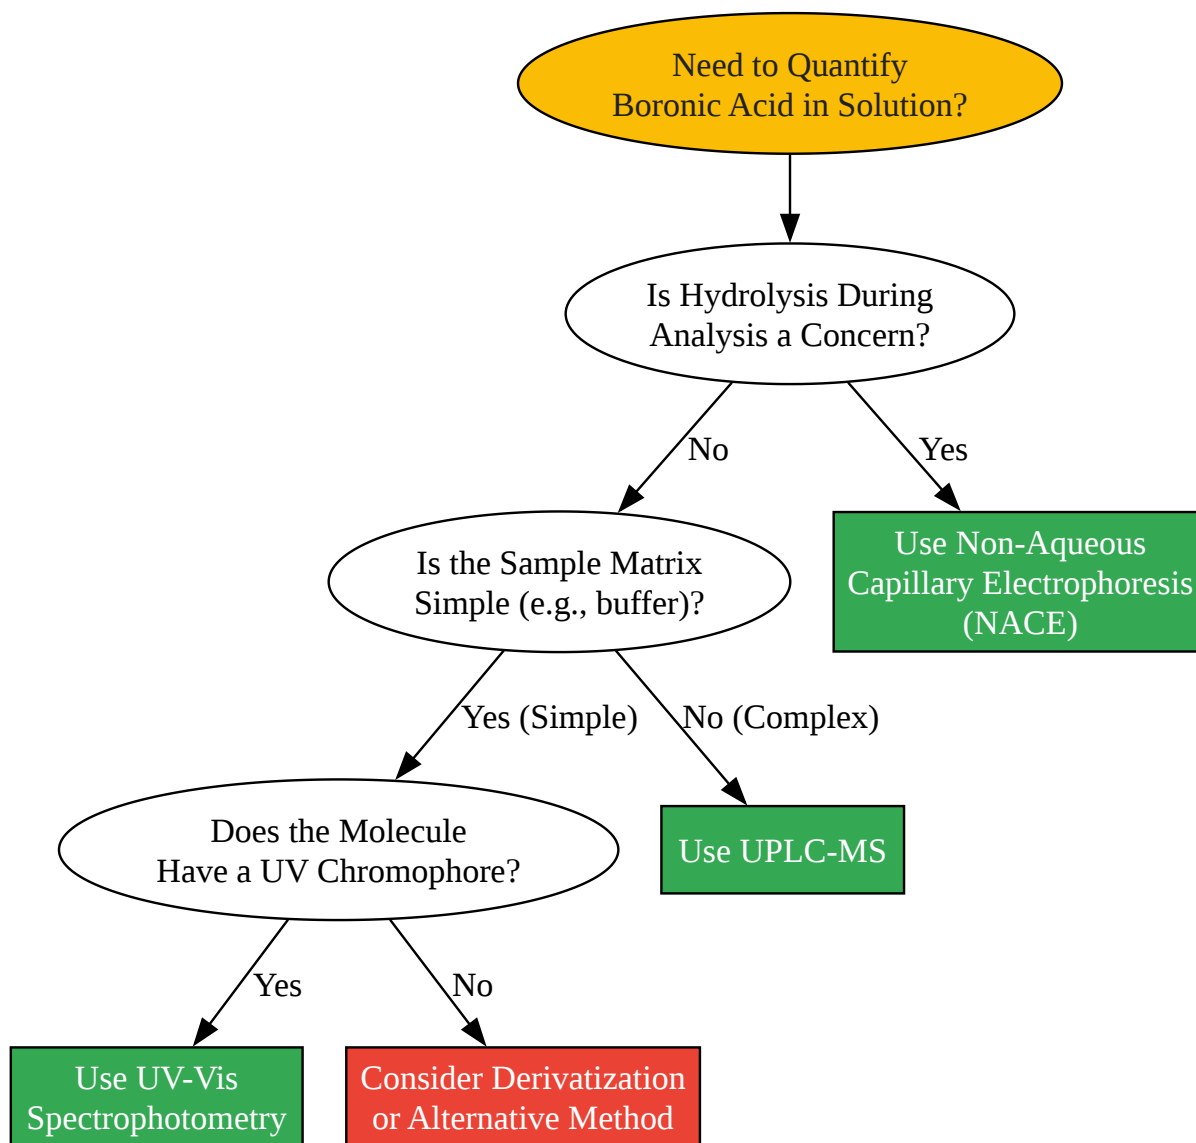 Need to Quantify
Boronic Acid in Solution?
Is Hydrolysis During
Analysis a Concern?
No
Yes
Is the Sample Matrix
Simple (e.g., buffer)?
Use Non-Aqueous
Capillary Electrophoresis
(NACE)
Yes (Simple)
No (Complex)
Does the Molecule
Have a UV Chromophore?
Use UPLC-MS
Yes
No
Use UV-Vis
Spectrophotometry
Consider Derivatization
or Alternative Method